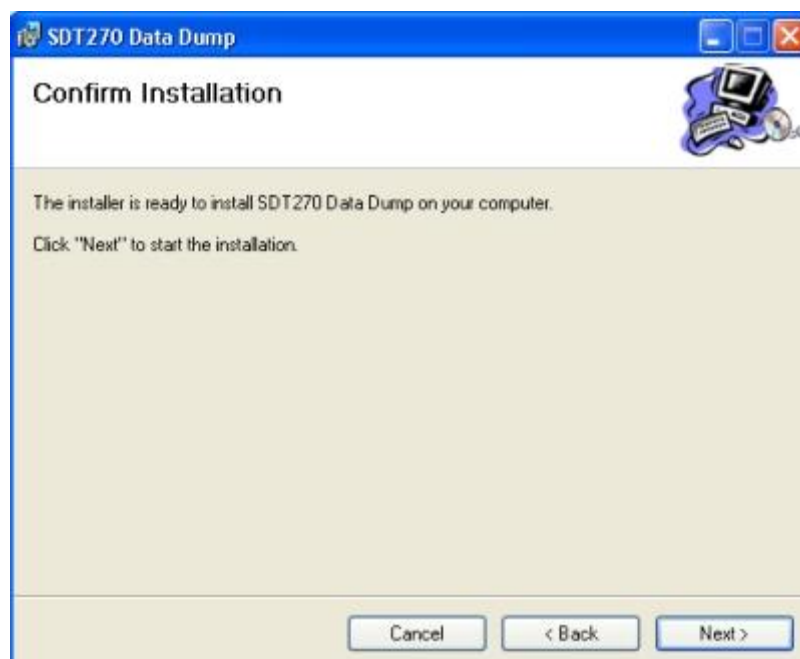 SDT270 Data Dump
Confirm Installation
The installer is ready to install SDT270 Data Dump on your computer.
Click "Next" to start the installation.
Cancel
< Back
Next >